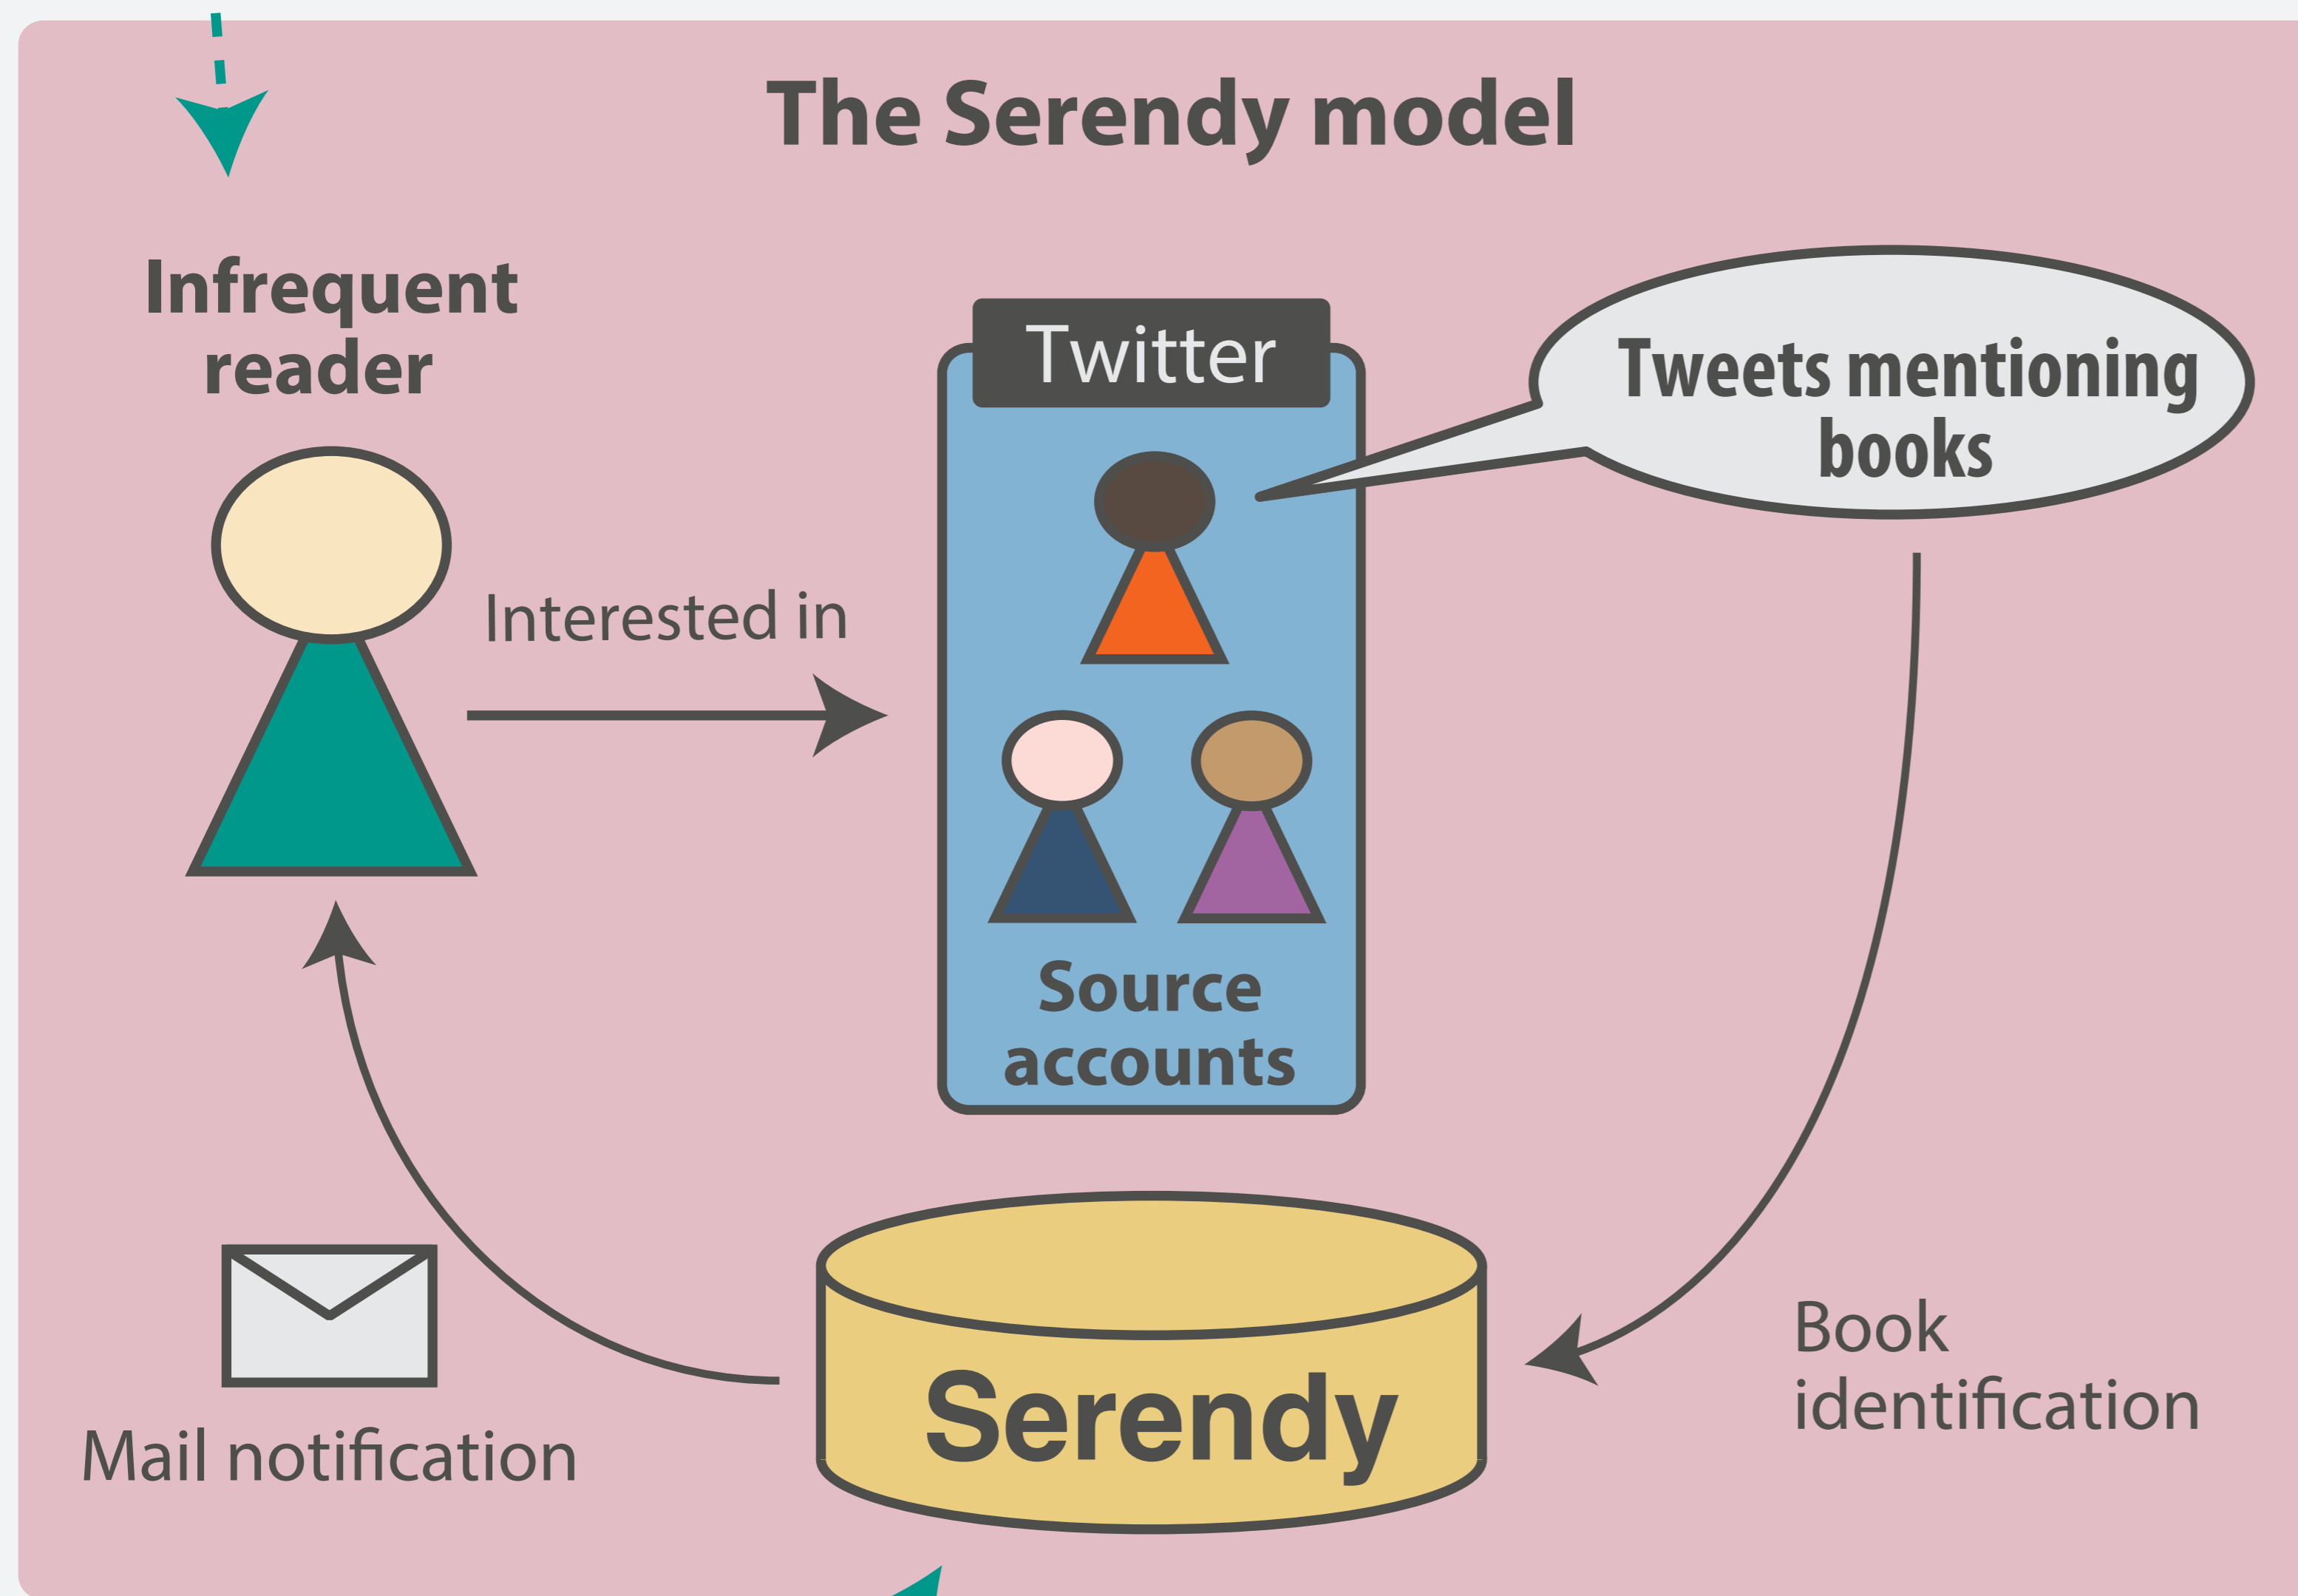 The Serendy model
Infrequent
reader
Interested in
Twitter
Tweets mentioning
books
Source
accounts
Book
identification
Serendy
Mail notification